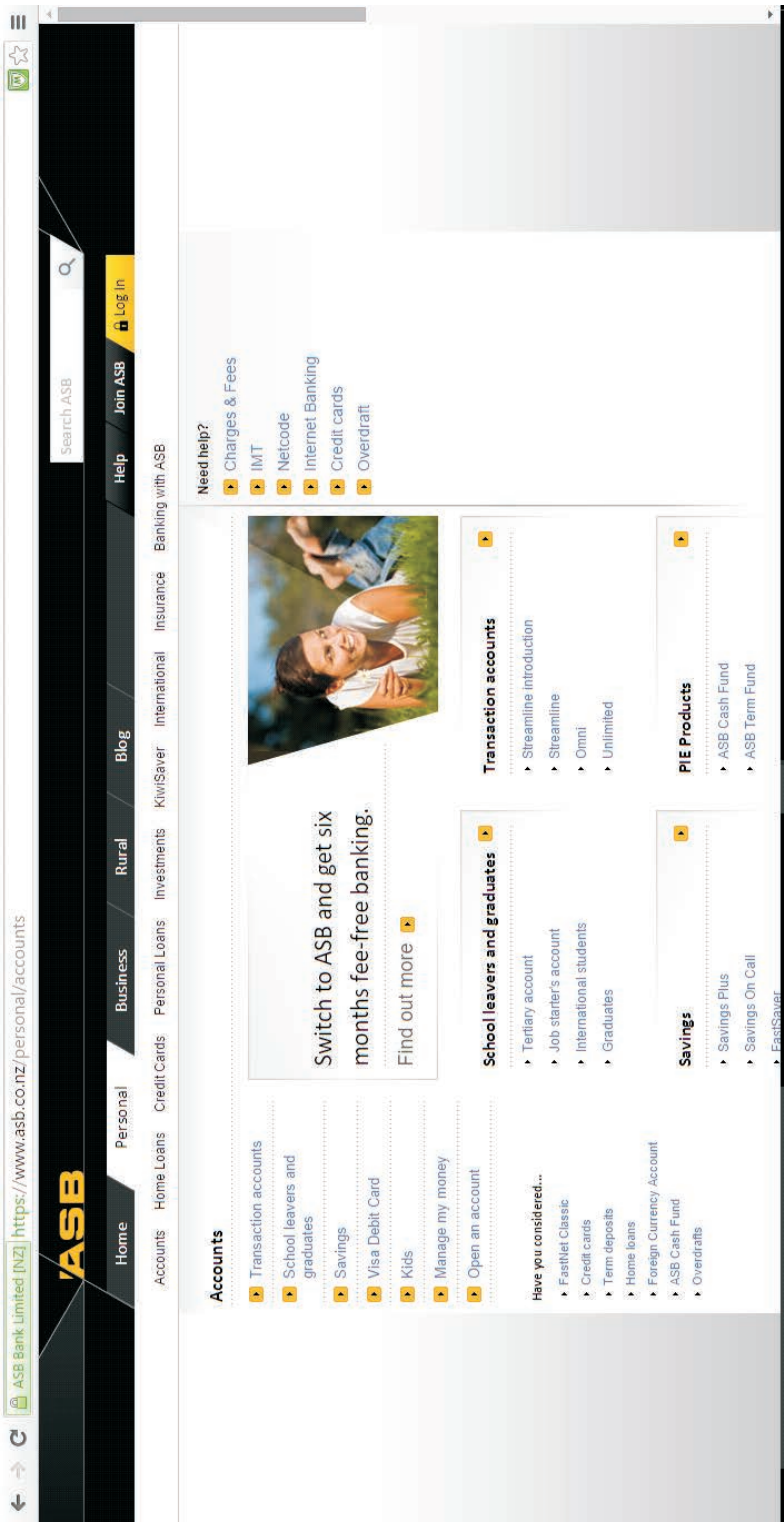 ASB Bank Limited [NZ] https://www.asb.co.nz/personal/accounts
ASB
Search ASB
Home Personal Business Rural Blog Help Join ASB Log In
Accounts Home Loans Credit Cards Personal Loans Investments KiwiSaver International Insurance Banking with ASB
Accounts
Transaction accounts
School leavers and
graduates
Savings
Visa Debit Card
Kids
Manage my money
Open an account
Have you considered...
FastNet Classic
Credit cards
Term deposits
Home loans
Foreign Currency Account
ASB Cash Fund
Overdrafts
Switch to ASB and get six
months fee-free banking.
Find out more
School leavers and graduates
Tertiary account
Job starter's account
International students
Graduates
Transaction accounts
Streamline introduction
Streamline
Omni
Unlimited
Savings
Savings Plus
Savings On Call
FastSaver
PIE Products
ASB Cash Fund
ASB Term Fund
Need help?
Charges & Fees
IMT
Netcode
Internet Banking
Credit cards
Overdraft